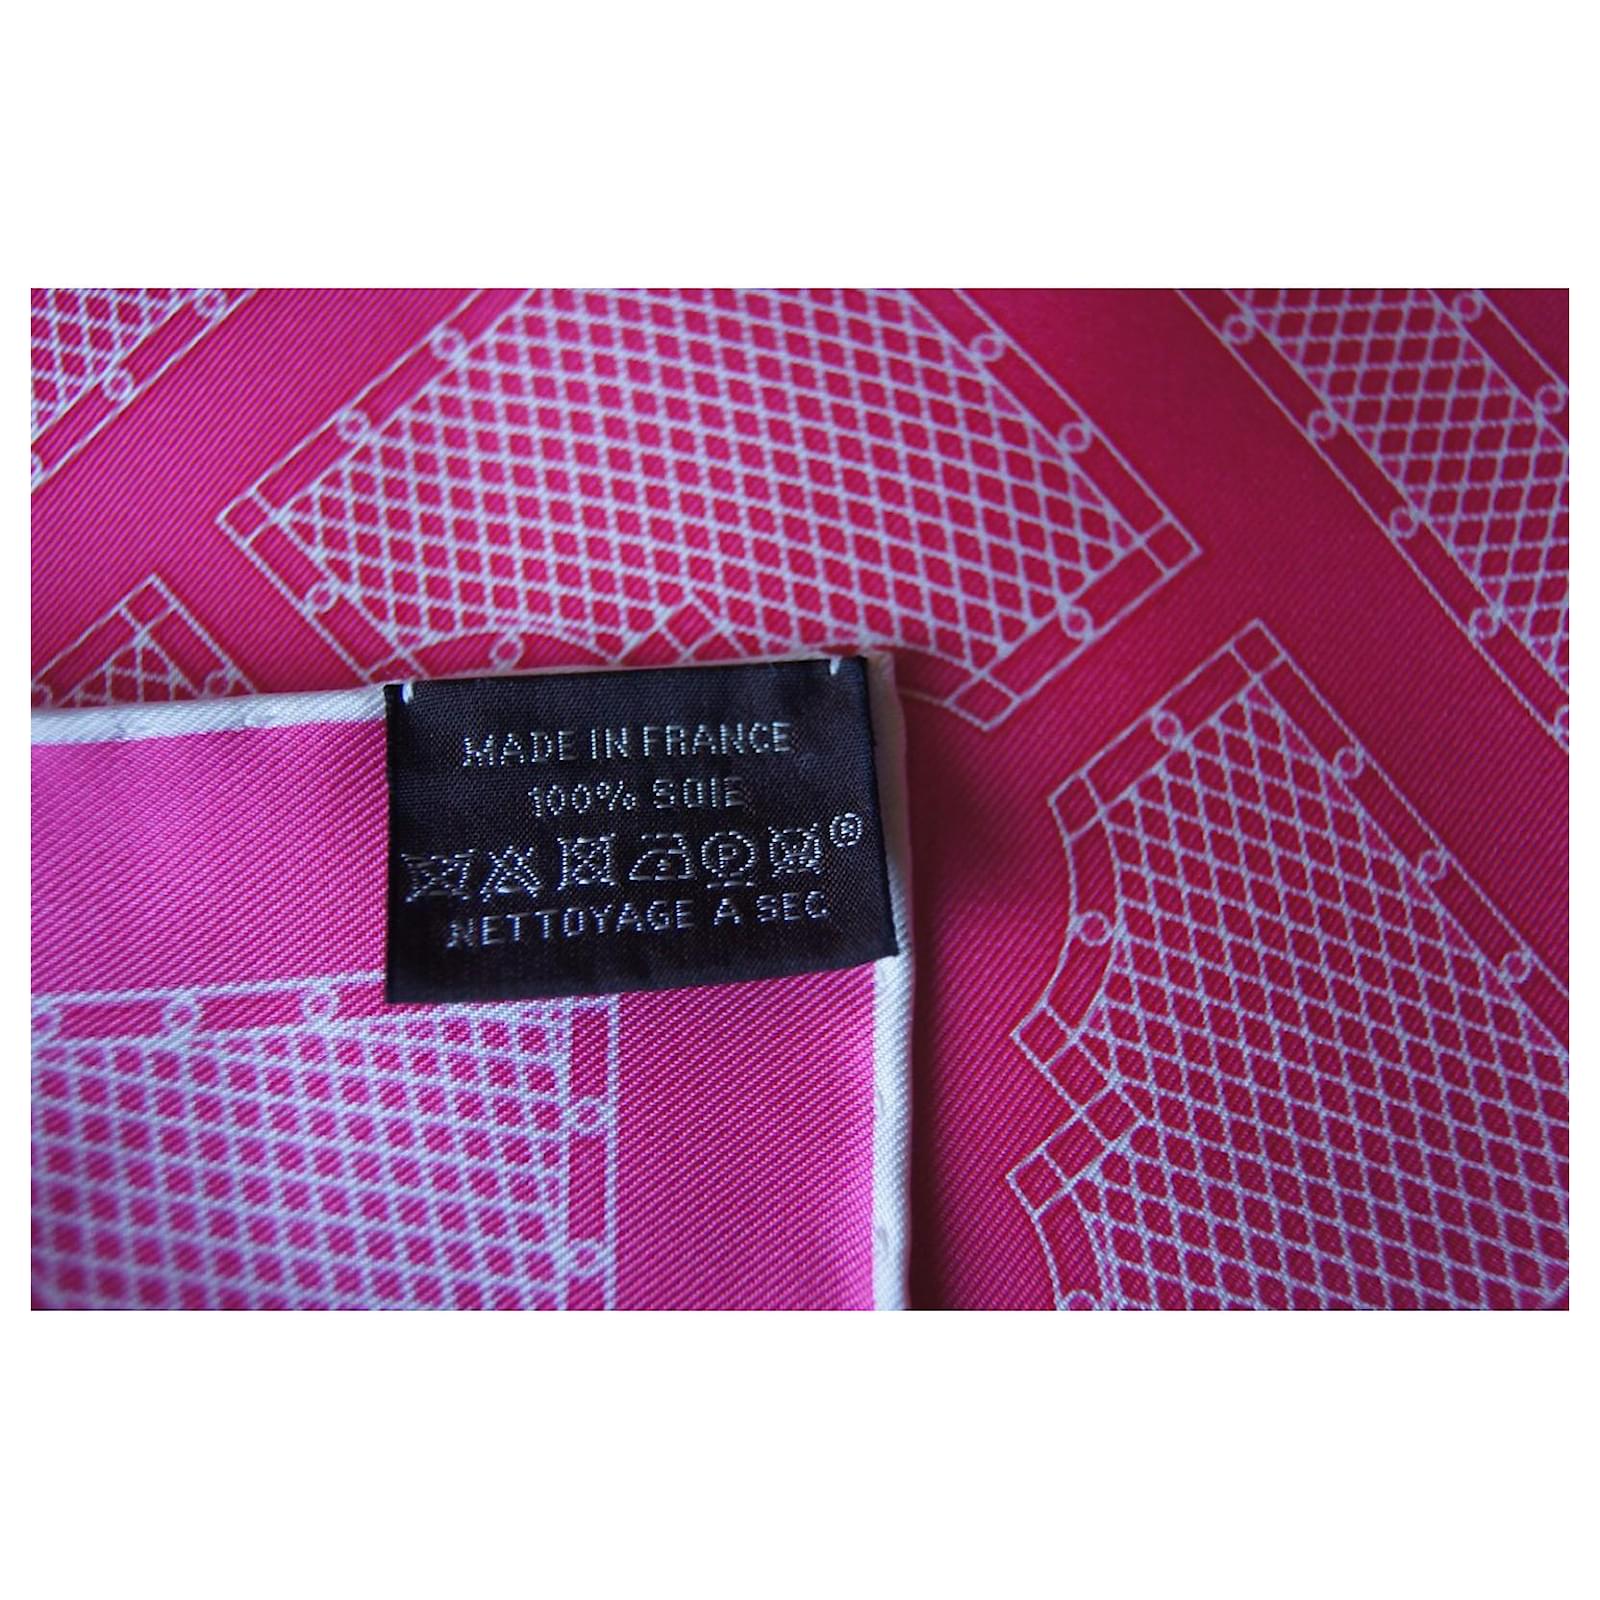 MADE IN FRANCE
100% SOIE
P ®
NETTOYAGE A SEC